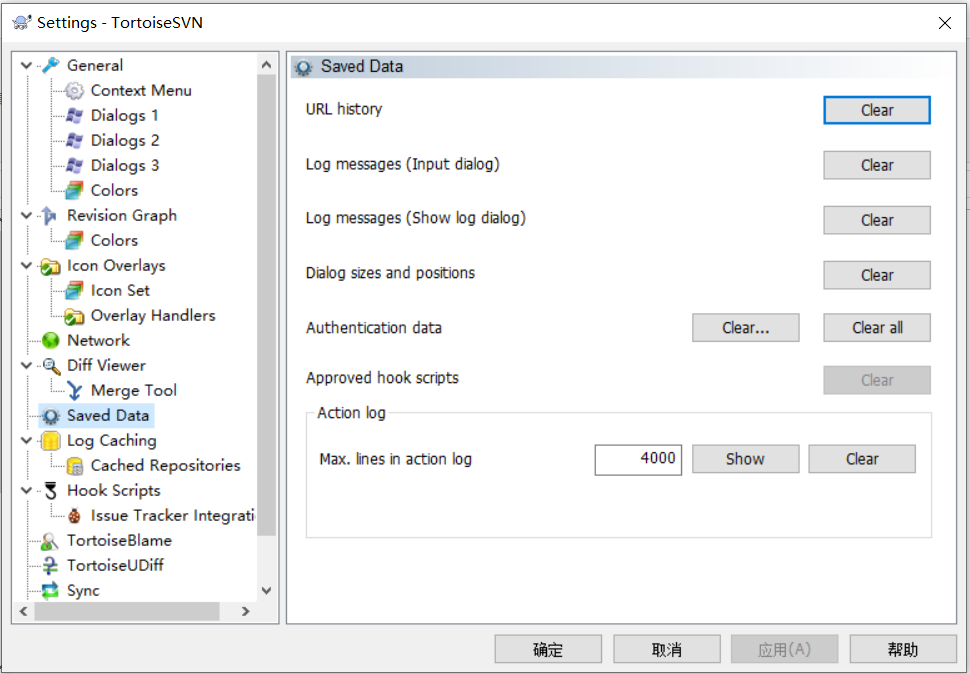 Settings - TortoiseSVN
General
Context Menu
Dialogs 1
Dialogs 2
Dialogs 3
Colors
Revision Graph
Colors
Icon Overlays
Icon Set
Overlay Handlers
Network
Diff Viewer
Merge Tool
Saved Data
Log Caching
Cached Repositories
Hook Scripts
Issue Tracker Integrati
TortoiseBlame
TortoiseUDiff
Sync
Saved Data
URL history Clear
Log messages (Input dialog) Clear
Log messages (Show log dialog) Clear
Dialog sizes and positions Clear
Authentication data Clear... Clear all
Approved hook scripts Clear
Action log
Max. lines in action log 4000 Show Clear
确定 取消 应用(A) 帮助